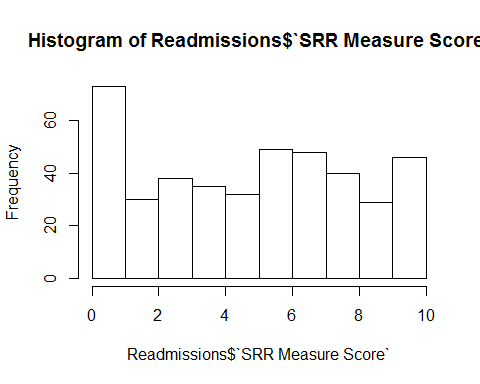 Histogram of Readmissions$`SRR Measure Score
Frequency
60
40
20
0
0 2 4 6 8 10
Readmissions$`SRR Measure Score`